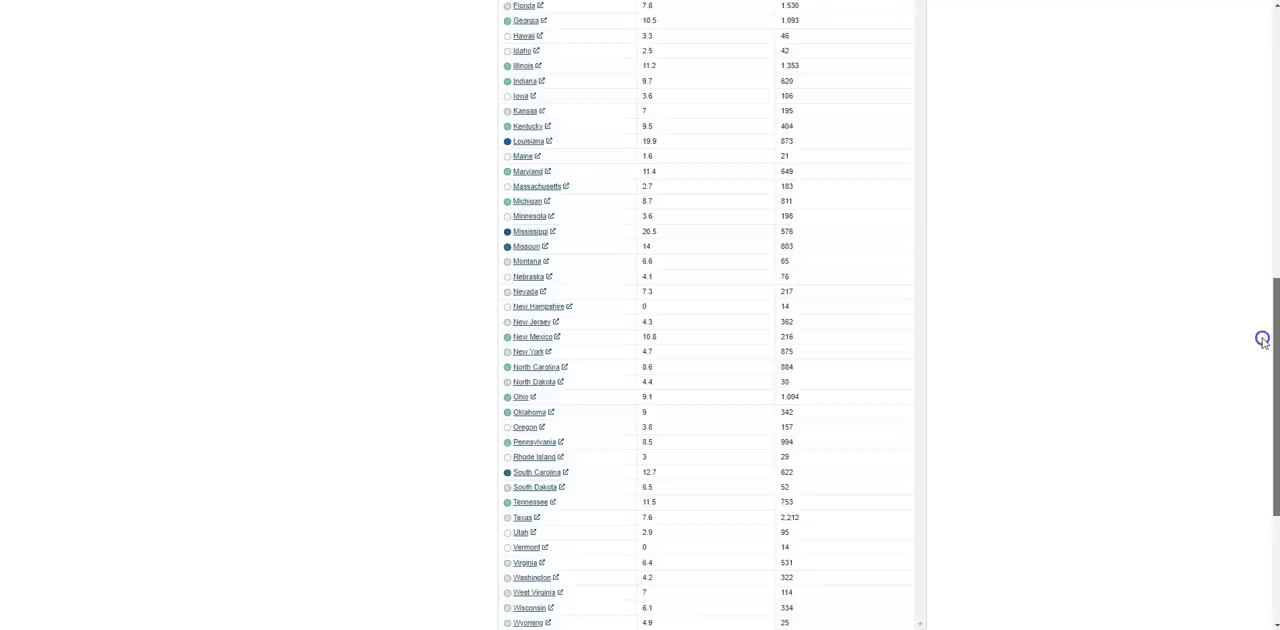 Florida 7.8 1,530
Georgia 10.5 1,093
Hawaii 3.3 46
Idaho 2.5 42
Illinois 11.2 1,353
Indiana 9.7 620
Iowa 3.6 106
Kansas 7 195
Kentucky 9.5 404
Louisiana 19.9 873
Maine 1.6 21
Maryland 11.4 649
Massachusetts 2.7 183
Michigan 8.7 811
Minnesota 3.6 198
Mississippi 20.5 576
Missouri 14 803
Montana 6.6 65
Nebraska 4.1 76
Nevada 7.3 217
New Hampshire 0 14
New Jersey 4.3 362
New Mexico 10.8 216
New York 4.7 875
North Carolina 8.6 884
North Dakota 4.4 30
Ohio 9.1 1,004
Oklahoma 9 342
Oregon 3.8 157
Pennsylvania 8.5 994
Rhode Island 3 29
South Carolina 12.7 622
South Dakota 6.5 52
Tennessee 11.5 753
Texas 7.6 2,212
Utah 2.9 95
Vermont 0 14
Virginia 6.4 531
Washington 4.2 322
West Virginia 7 114
Wisconsin 6.1 334
Wyoming 4.9 25